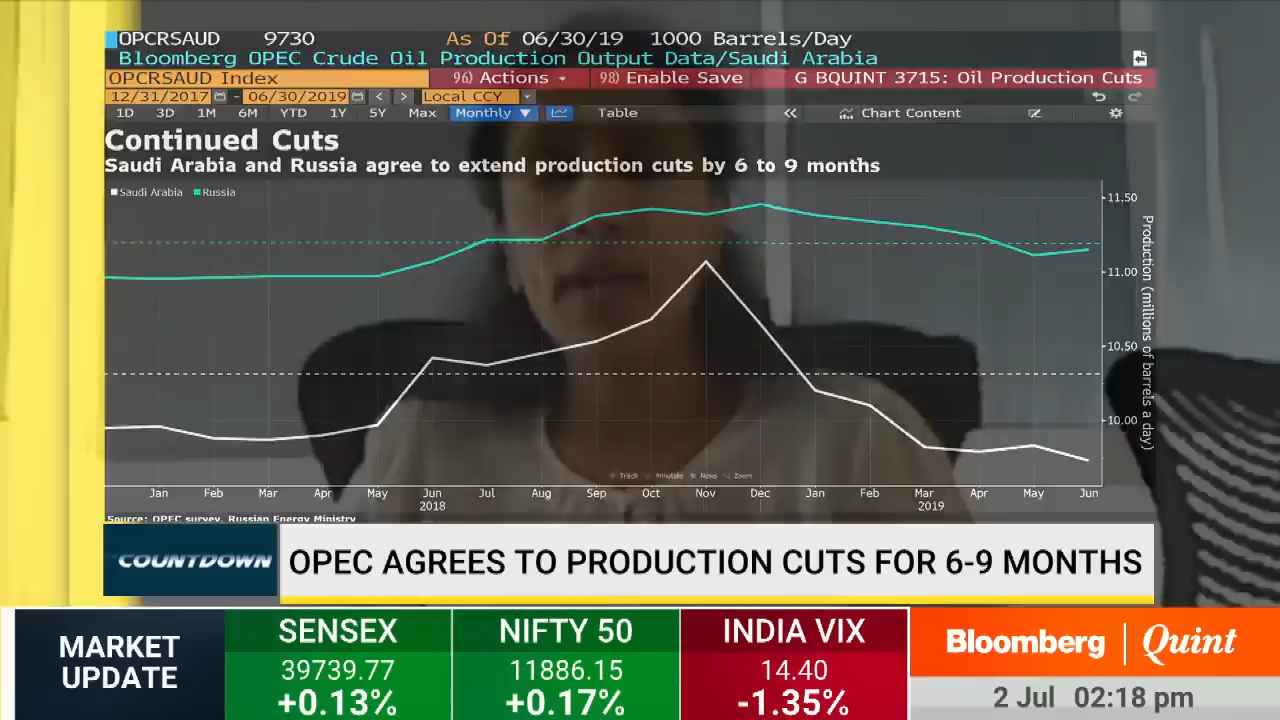 OPCRSAUD 9730 As Of 06/30/19 1000 Barrels/Day
Bloomberg OPEC Crude Oil Production Output Data/Saudi Arabia
OPCRSAUD Index 96) Actions 98) Enable Save G BQUINT 3715: Oil Production Cuts
12/31/2017 - 06/30/2019 < > Local CCY
1D 3D 1M 6M YTD 1Y 5Y Max Monthly ▼ Table « Chart Content
Continued Cuts
Saudi Arabia and Russia agree to extend production cuts by 6 to 9 months
Saudi Arabia Russia
11.50
11.00
10.50
10.00
Production (millions of barrels a day)
Track Annotate News Zoom
Jan Feb Mar Apr May Jun Jul Aug Sep Oct Nov Dec Jan Feb Mar Apr May Jun
2018 2019
Source: OPEC survey, Russian Energy Ministry
COUNTDOWN
OPEC AGREES TO PRODUCTION CUTS FOR 6-9 MONTHS
MARKET
UPDATE
SENSEX
39739.77
+0.13%
NIFTY 50
11886.15
+0.17%
INDIA VIX
14.40
-1.35%
Bloomberg | Quint
2 Jul 02:18 pm